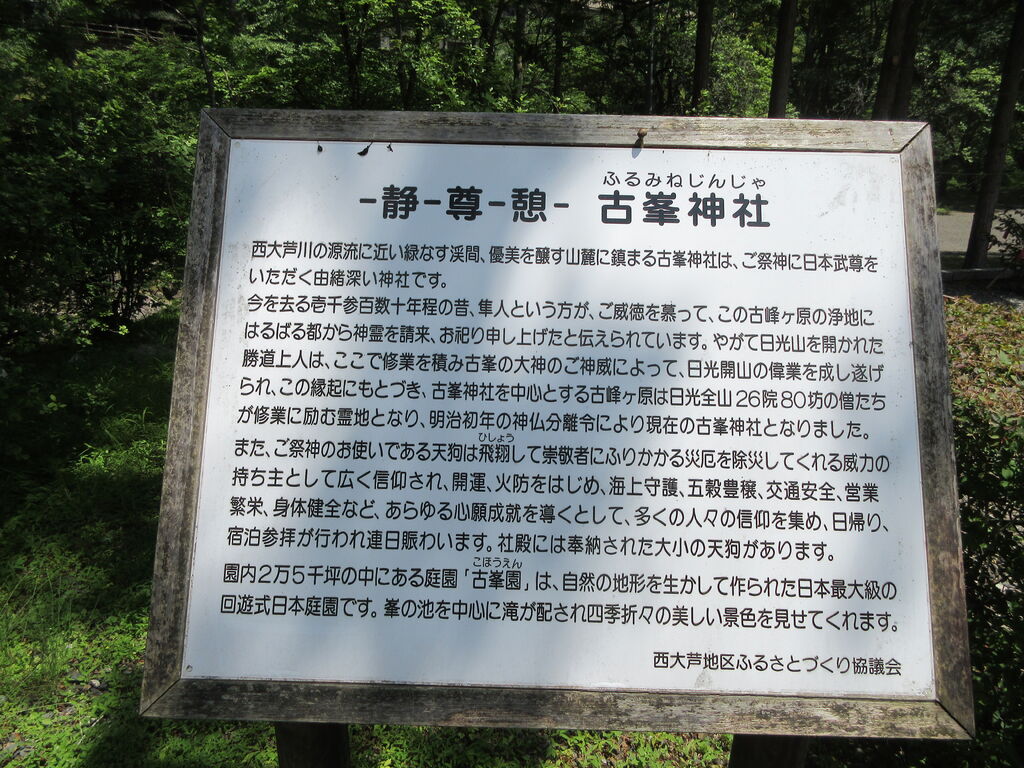 ふるみねじんじゃ
-静-尊-憩- 古峯神社
西大芦川の源流に近い緑なす渓間、優美を醸す山麓に鎮まる古峯神社は、ご祭神に日本武尊を
いただく由緒深い神社です。
今を去る壱千参百数十年程の昔、隼人という方が、ご威徳を慕って、この古峰ヶ原の浄地に
はるばる都から神霊を請来、お祀り申し上げたと伝えられています。やがて日光山を開かれた
勝道上人は、ここで修業を積み古峯の大神のご神威によって、日光開山の偉業を成し遂げ
られ、この縁起にもとづき、古峯神社を中心とする古峰ヶ原は日光全山26院80坊の僧たち
が修業に励む霊地となり、明治初年の神仏分離令により現在の古峯神社となりました。
ひしょう
また、ご祭神のお使いである天狗は飛翔して崇敬者にふりかかる災厄を除災してくれる威力の
持ち主として広く信仰され、開運、火防をはじめ、海上守護、五穀豊穣、交通安全、営業
繁栄、身体健全など、あらゆる心願成就を導くとして、多くの人々の信仰を集め、日帰り、
宿泊参拝が行われ連日賑わいます。社殿には奉納された大小の天狗があります。
こほうえん
園内2万5千坪の中にある庭園「古峯園」は、自然の地形を生かして作られた日本最大級の
回遊式日本庭園です。峯の池を中心に滝が配され四季折々の美しい景色を見せてくれます。
西大芦地区ふるさとづくり協議会